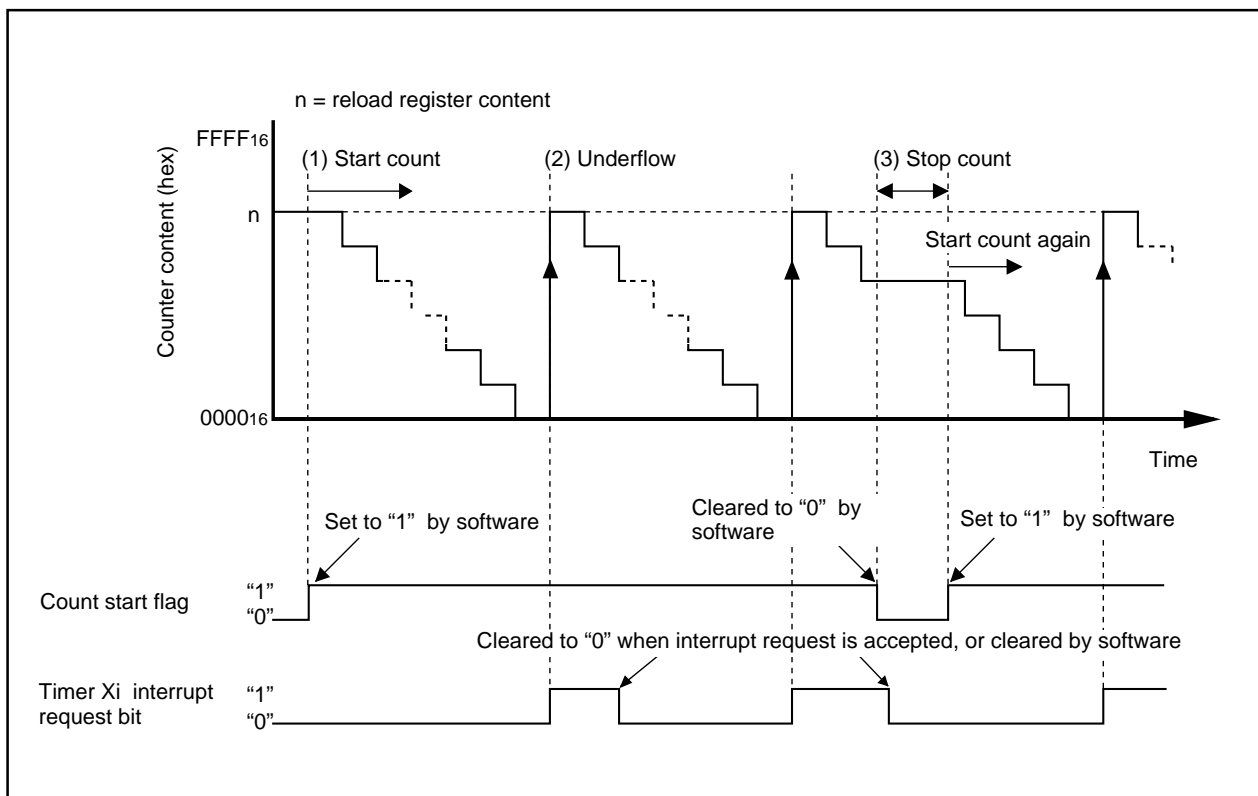 n = reload register content
FFFF16
(1) Start count
(2) Underflow
(3) Stop count
n
Start count again
Counter content (hex)
000016
Time
Set to “1” by software
Cleared to “0” by
software
Set to “1” by software
Count start flag
“1”
“0”
Cleared to “0” when interrupt request is accepted, or cleared by software
Timer Xi interrupt
request bit
“1”
“0”